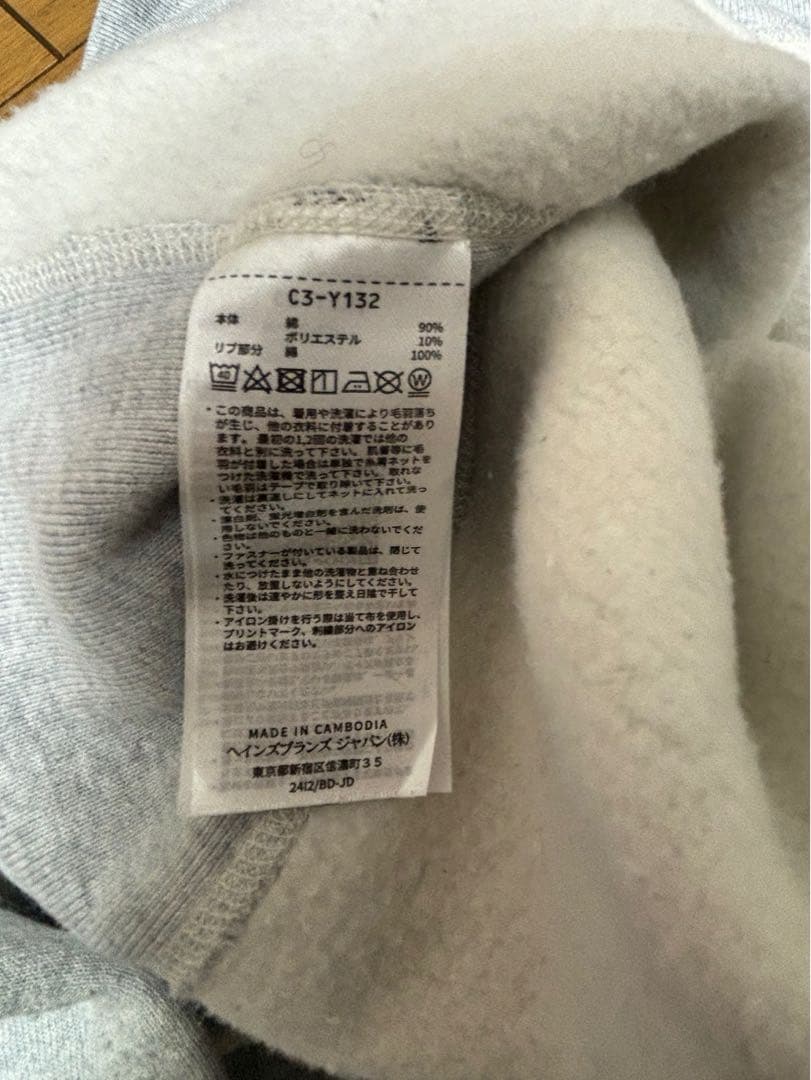 C3-Y132
本体 綿 90%
ポリエステル 10%
リブ部分 綿 100%
40
W
・この商品は、着用や洗濯により毛羽落ち
が生じ、他の衣料に付着することがあり
ます。最初の1,2回の洗濯では他の
衣料と別に洗って下さい。肌着等に毛
羽が付着した場合は単独で糸屑ネットを
つけた洗濯機で洗って下さい。取れな
い毛羽はテープで取り除いて下さい。
・洗濯は裏返しにしてネットに入れて洗っ
てください。
・蛍光増白剤を含んだ洗剤は、使
用しないでください。
・色物は他のものと一緒に洗わないでくだ
さい。
・ファスナーが付いている製品は、閉じて
洗ってください。
・水につけたまま他の洗濯物と重ね合わせ
たり、放置しないようにしてください。
・洗濯後は速やかに形を整え日陰で干して
下さい。
・アイロン掛けを行う際は当て布を使用し、
プリントマーク、刺繍部分へのアイロン
はお避けください。
MADE IN CAMBODIA
ヘインズブランズ ジャパン(株)
東京都新宿区信濃町35
2412/BD-JD